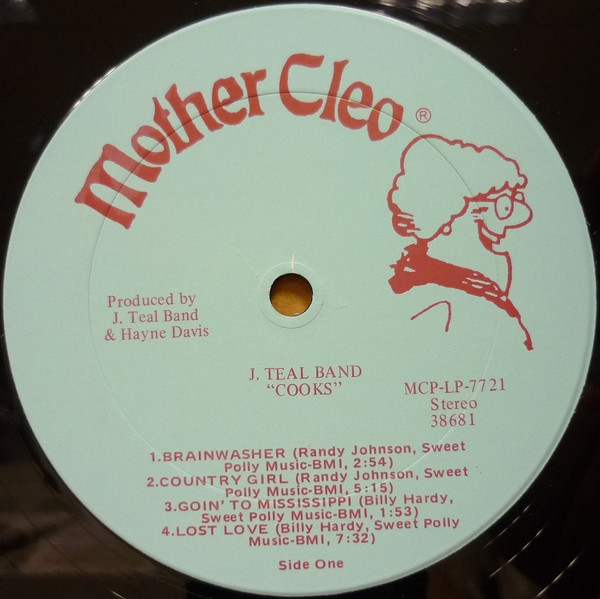 Mother Cleo ®
Produced by
J. Teal Band
& Hayne Davis
J. TEAL BAND
“COOKS”
MCP-LP-7721
Stereo
38681
1.BRAINWASHER (Randy Johnson, Sweet
Polly Music-BMI, 2:54)
2.COUNTRY GIRL (Randy Johnson, Sweet
Polly Music-BMI, 5:15)
3.GOIN' TO MISSISSIPPI (Billy Hardy,
Sweet Polly Music-BMI, 1:53)
4.LOST LOVE (Billy Hardy, Sweet Polly
Music-BMI, 7:32)
Side One